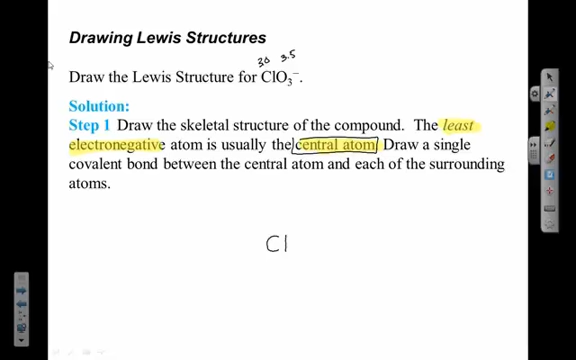 Drawing Lewis Structures
3.0 3.5
Draw the Lewis Structure for ClO₃⁻.
Solution:
Step 1 Draw the skeletal structure of the compound. The least
electronegative atom is usually the central atom. Draw a single
covalent bond between the central atom and each of the surrounding
atoms.
Cl